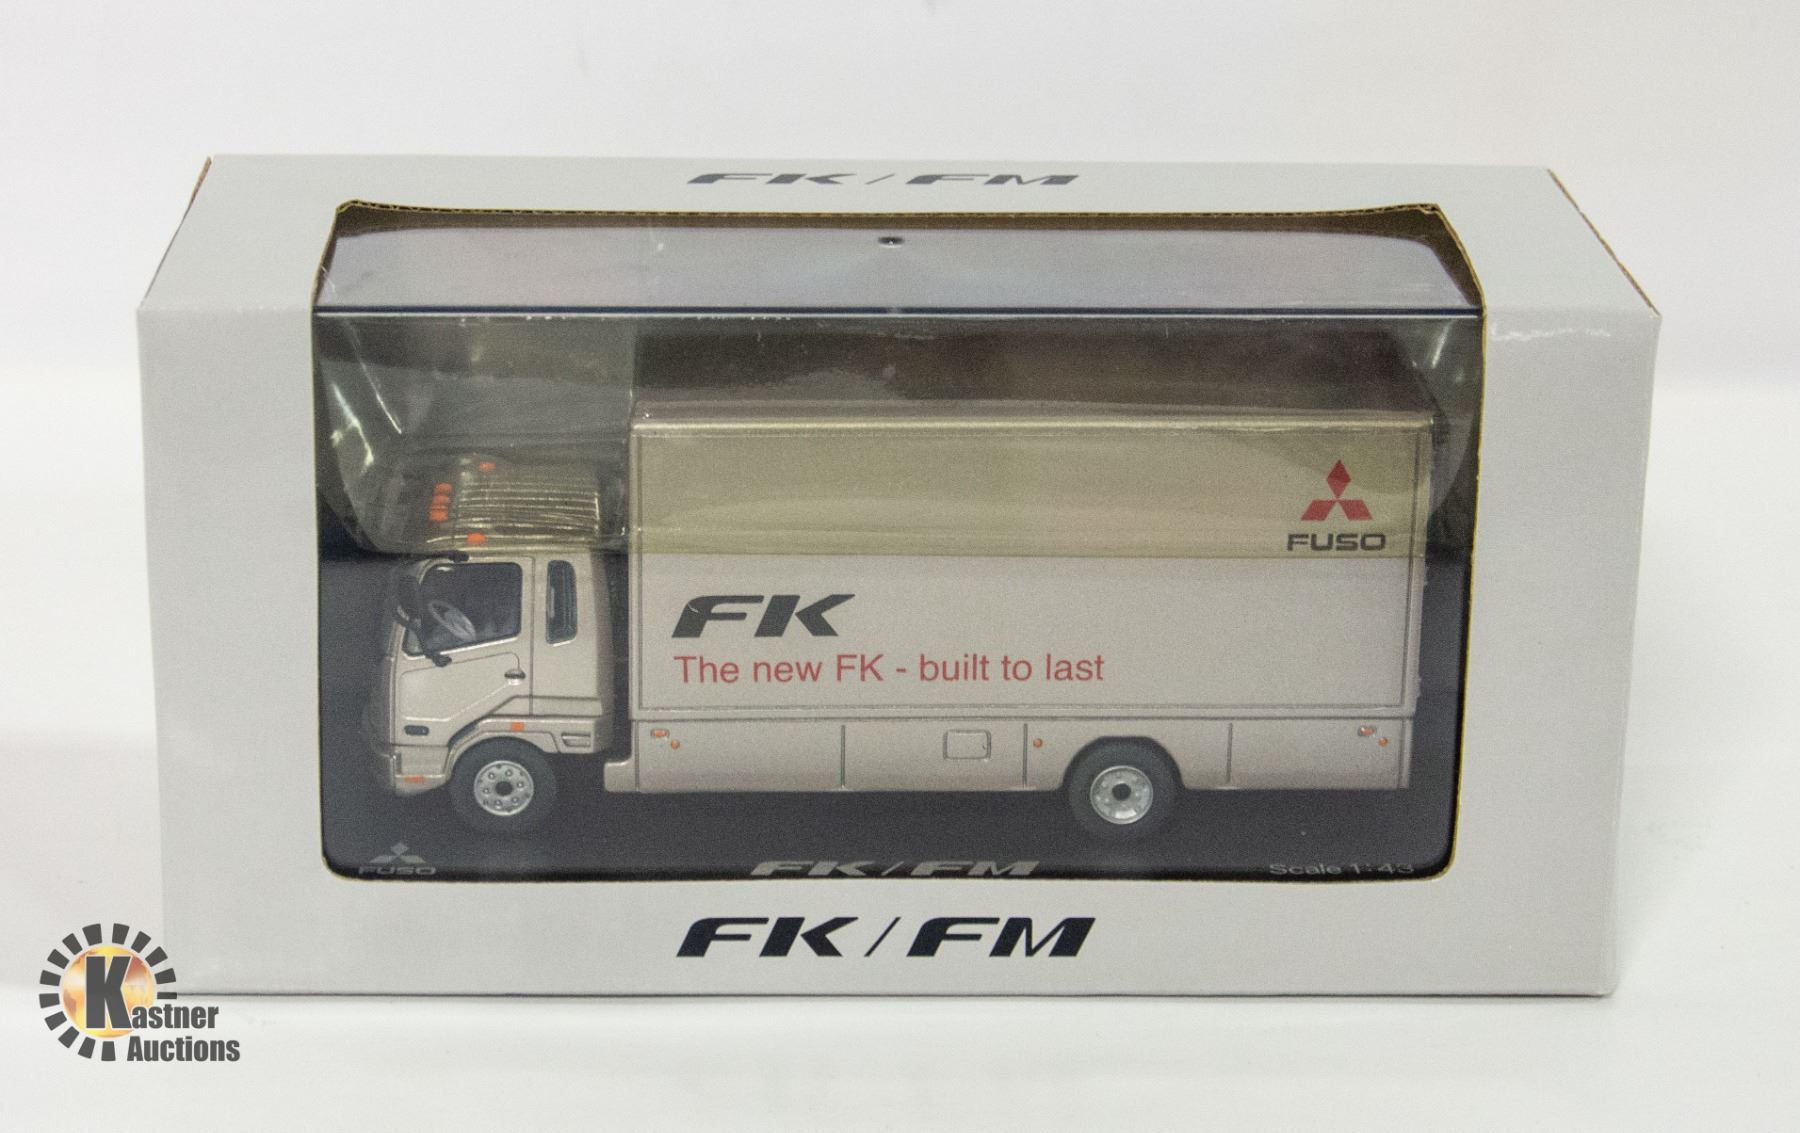 FK / FM
FUSO
FK
The new FK - built to last
FUSO
FK / FM
Scale 1:43
FK / FM
Kastner
Auctions